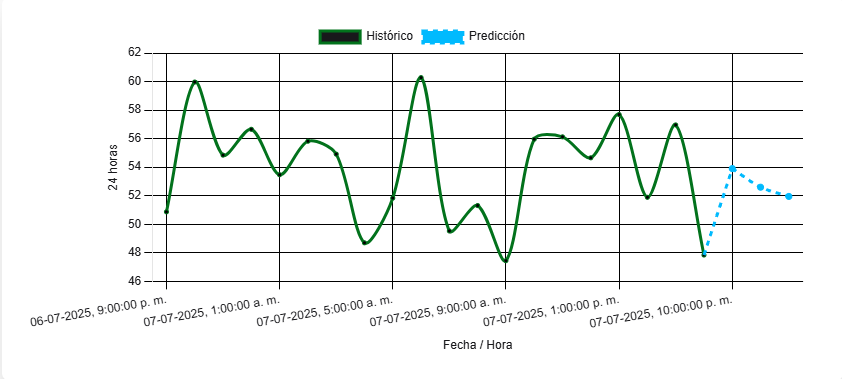 Histórico Predicción
62
60
58
56
54
52
50
48
46
24 horas
06-07-2025, 9:00:00 p. m.
07-07-2025, 1:00:00 a. m.
07-07-2025, 5:00:00 a. m.
07-07-2025, 9:00:00 a. m.
07-07-2025, 1:00:00 p. m.
07-07-2025, 10:00:00 p. m.
Fecha / Hora